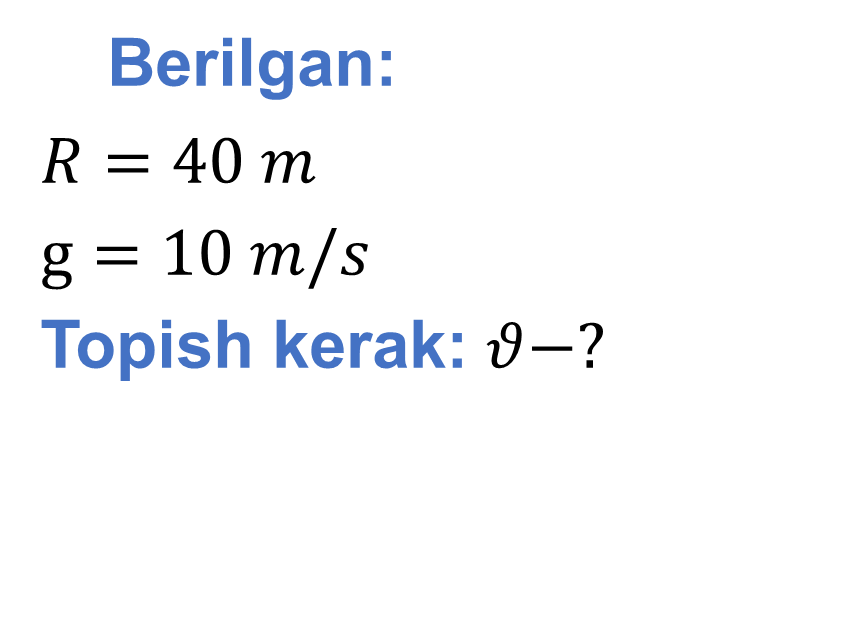 Berilgan:
R = 40 m
g = 10 m/s
Topish kerak: ϑ−?